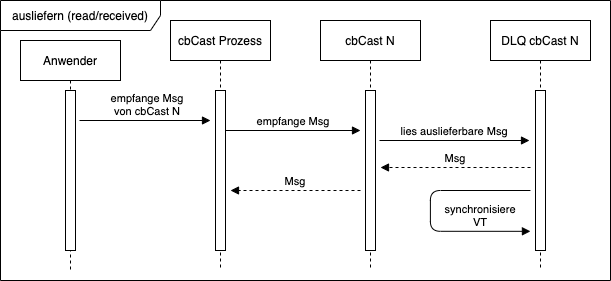 ausliefern (read/received)
Anwender
cbCast Prozess
cbCast N
DLQ cbCast N
empfange Msg
von cbCast N
empfange Msg
lies auslieferbare Msg
Msg
Msg
synchronisiere
VT